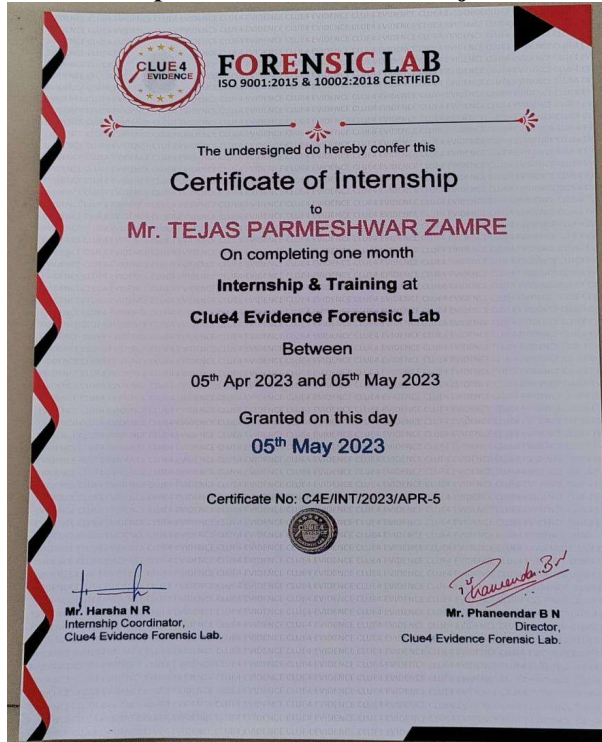 CLUE4
EVIDENCE
FORENSIC LAB
ISO 9001:2015 & 10002:2018 CERTIFIED
The undersigned do hereby confer this
Certificate of Internship
to
Mr. TEJAS PARMESHWAR ZAMRE
On completing one month
Internship & Training at
Clue4 Evidence Forensic Lab
Between
05th Apr 2023 and 05th May 2023
Granted on this day
05th May 2023
Certificate No: C4E/INT/2023/APR-5
CLUE4
EVIDENCE
Phaneendar.B.N
Mr. Harsha N R
Internship Coordinator,
Clue4 Evidence Forensic Lab.
Mr. Phaneendar B N
Director,
Clue4 Evidence Forensic Lab.